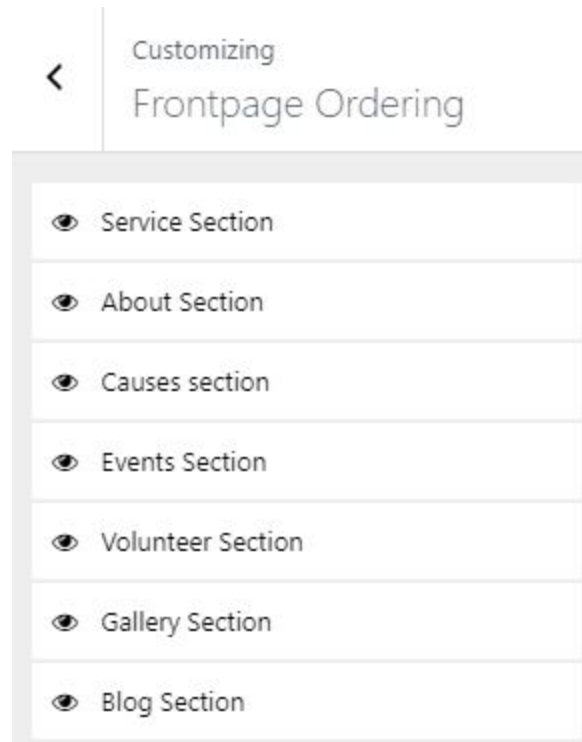 Customizing
Frontpage Ordering
Service Section
About Section
Causes section
Events Section
Volunteer Section
Gallery Section
Blog Section